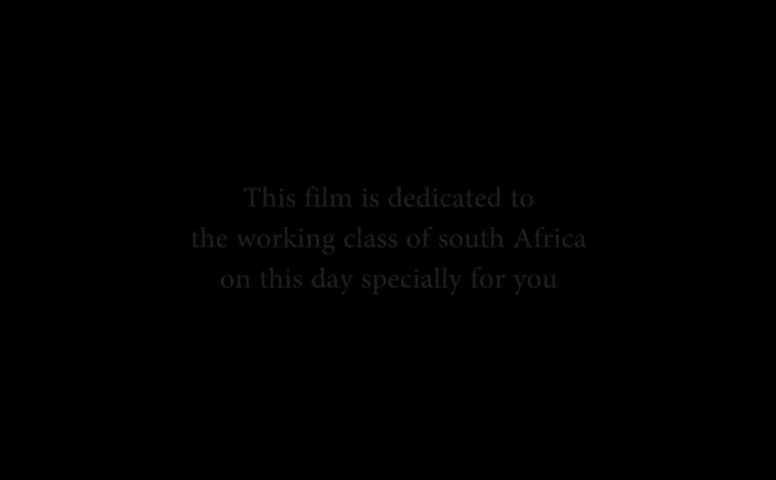 This film is dedicated to
the working class of south Africa
on this day specially for you